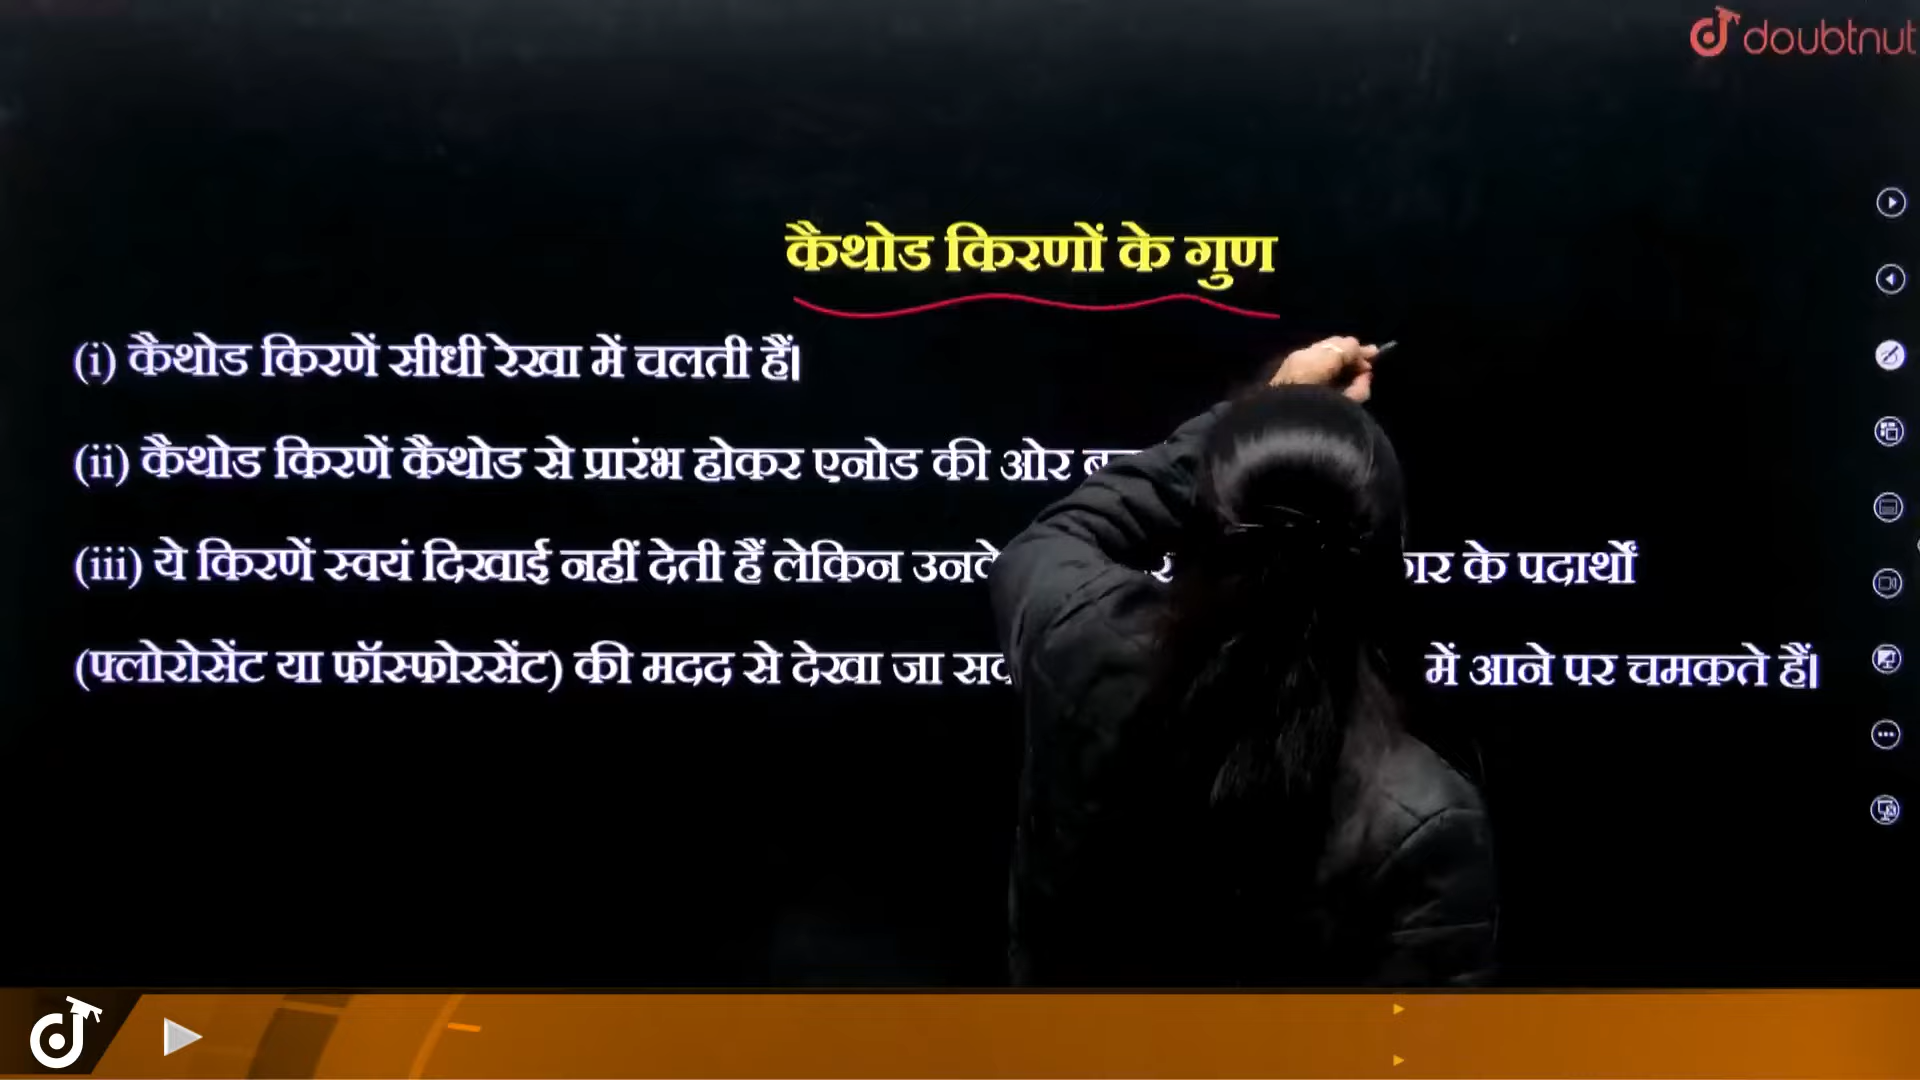 doubtnut
कैथोड किरणों के गुण
(i) कैथोड किरणें सीधी रेखा में चलती हैं।
(ii) कैथोड किरणें कैथोड से प्रारंभ होकर एनोड की ओर
(iii) ये किरणें स्वयं दिखाई नहीं देती हैं लेकिन के पदार्थों
(फ्लोरोसेंट या फॉस्फोरसेंट) की मदद से देखा जा में आने पर चमकते हैं।